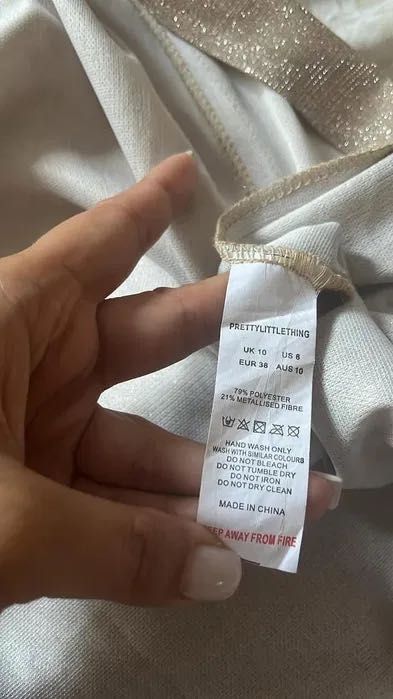 PRETTYLITTLETHING
UK 10 US 6
EUR 38 AUS 10
79% POLYESTER
21% METALLISED FIBRE
HAND WASH ONLY
WASH WITH SIMILAR COLOURS
DO NOT BLEACH
DO NOT TUMBLE DRY
DO NOT IRON
DO NOT DRY CLEAN
MADE IN CHINA
KEEP AWAY FROM FIRE